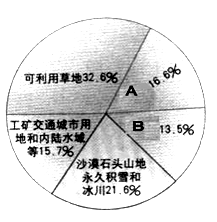 可利用草地32.6%
16.6%
A
B
13.5%
工矿交通城市用
地和内陆水域
等15.7%
沙漠石头山地
永久积雪和
冰川21.6%